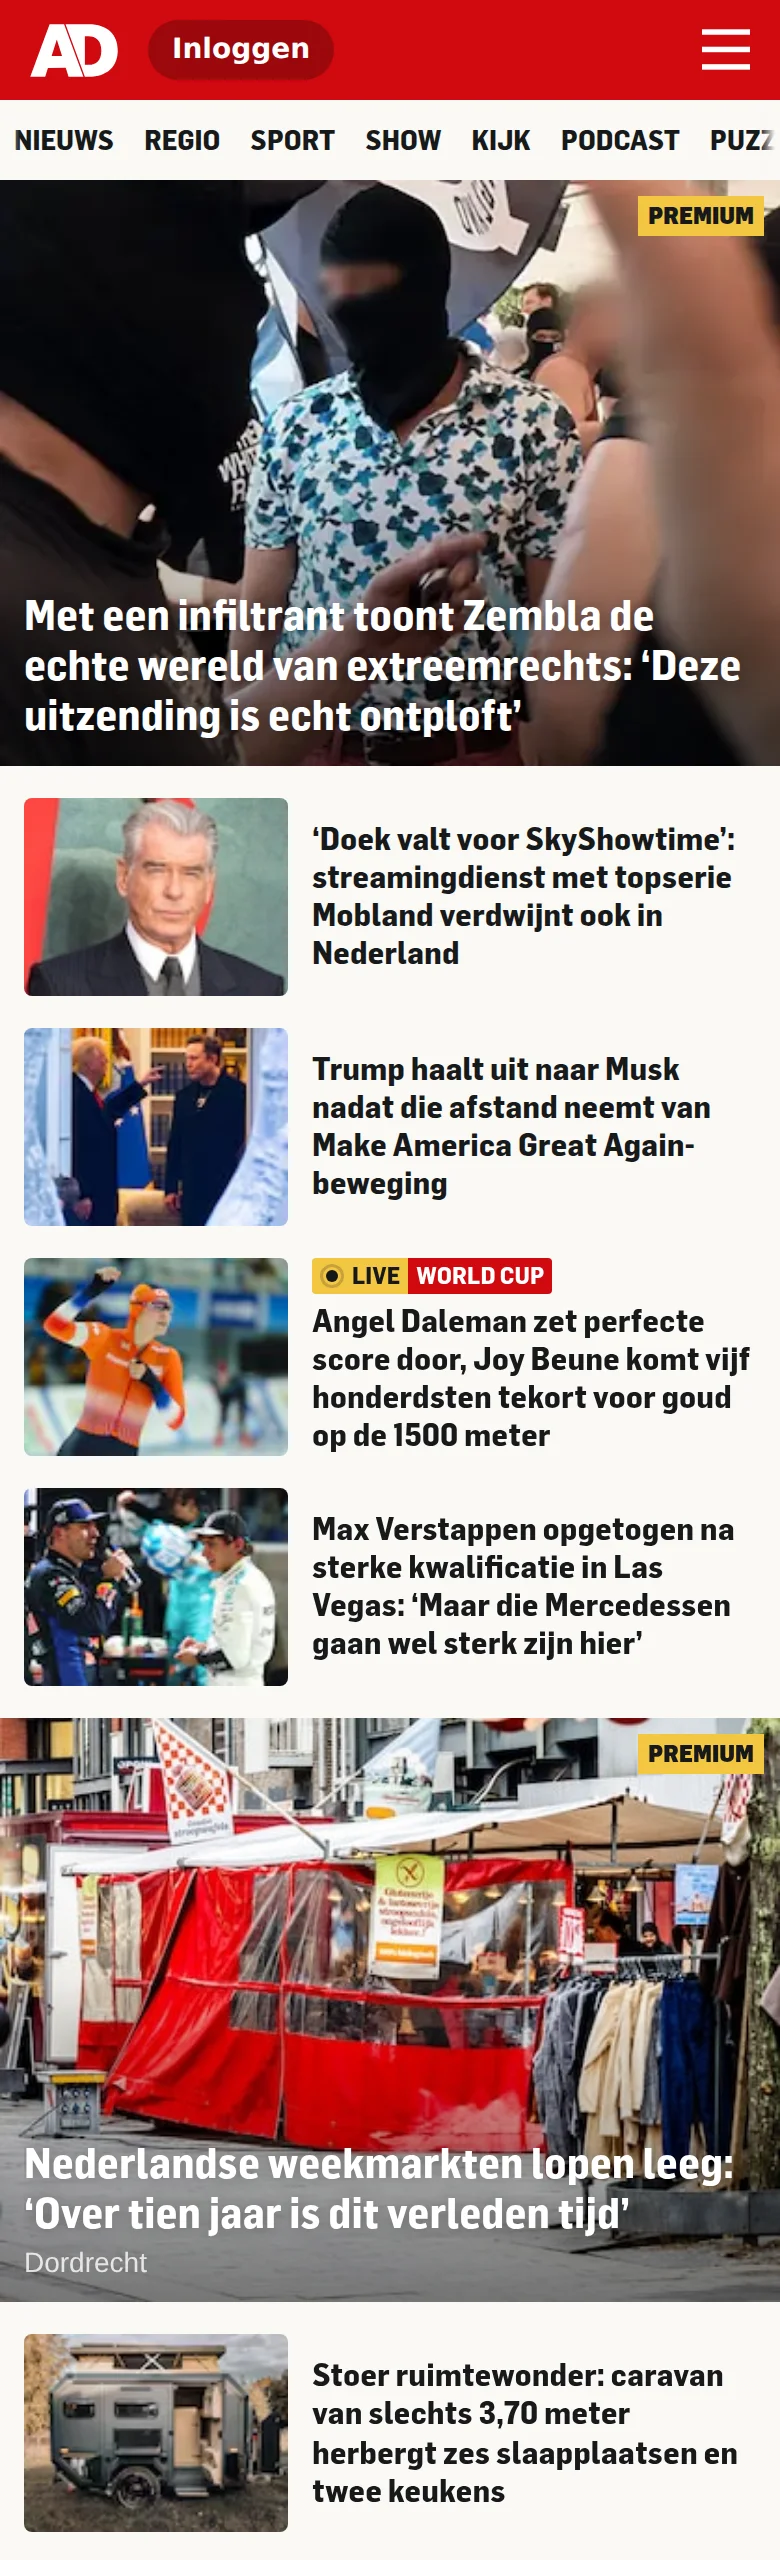 AD
Inloggen
NIEUWS REGIO SPORT SHOW KIJK PODCAST PUZZ
PREMIUM
Met een infiltrant toont Zembla de
echte wereld van extreemrechts: ‘Deze
uitzending is echt ontploft’
‘Doek valt voor SkyShowtime’:
streamingdienst met topserie
Mobland verdwijnt ook in
Nederland
Trump haalt uit naar Musk
nadat die afstand neemt van
Make America Great Again-
beweging
LIVE WORLD CUP
Angel Daleman zet perfecte
score door, Joy Beune komt vijf
honderdsten tekort voor goud
op de 1500 meter
Max Verstappen opgetogen na
sterke kwalificatie in Las
Vegas: ‘Maar die Mercedessen
gaan wel sterk zijn hier’
PREMIUM
Nederlandse weekmarkten lopen leeg:
‘Over tien jaar is dit verleden tijd’
Dordrecht
Stoer ruimtewonder: caravan
van slechts 3,70 meter
herbergt zes slaapplaatsen en
twee keukens